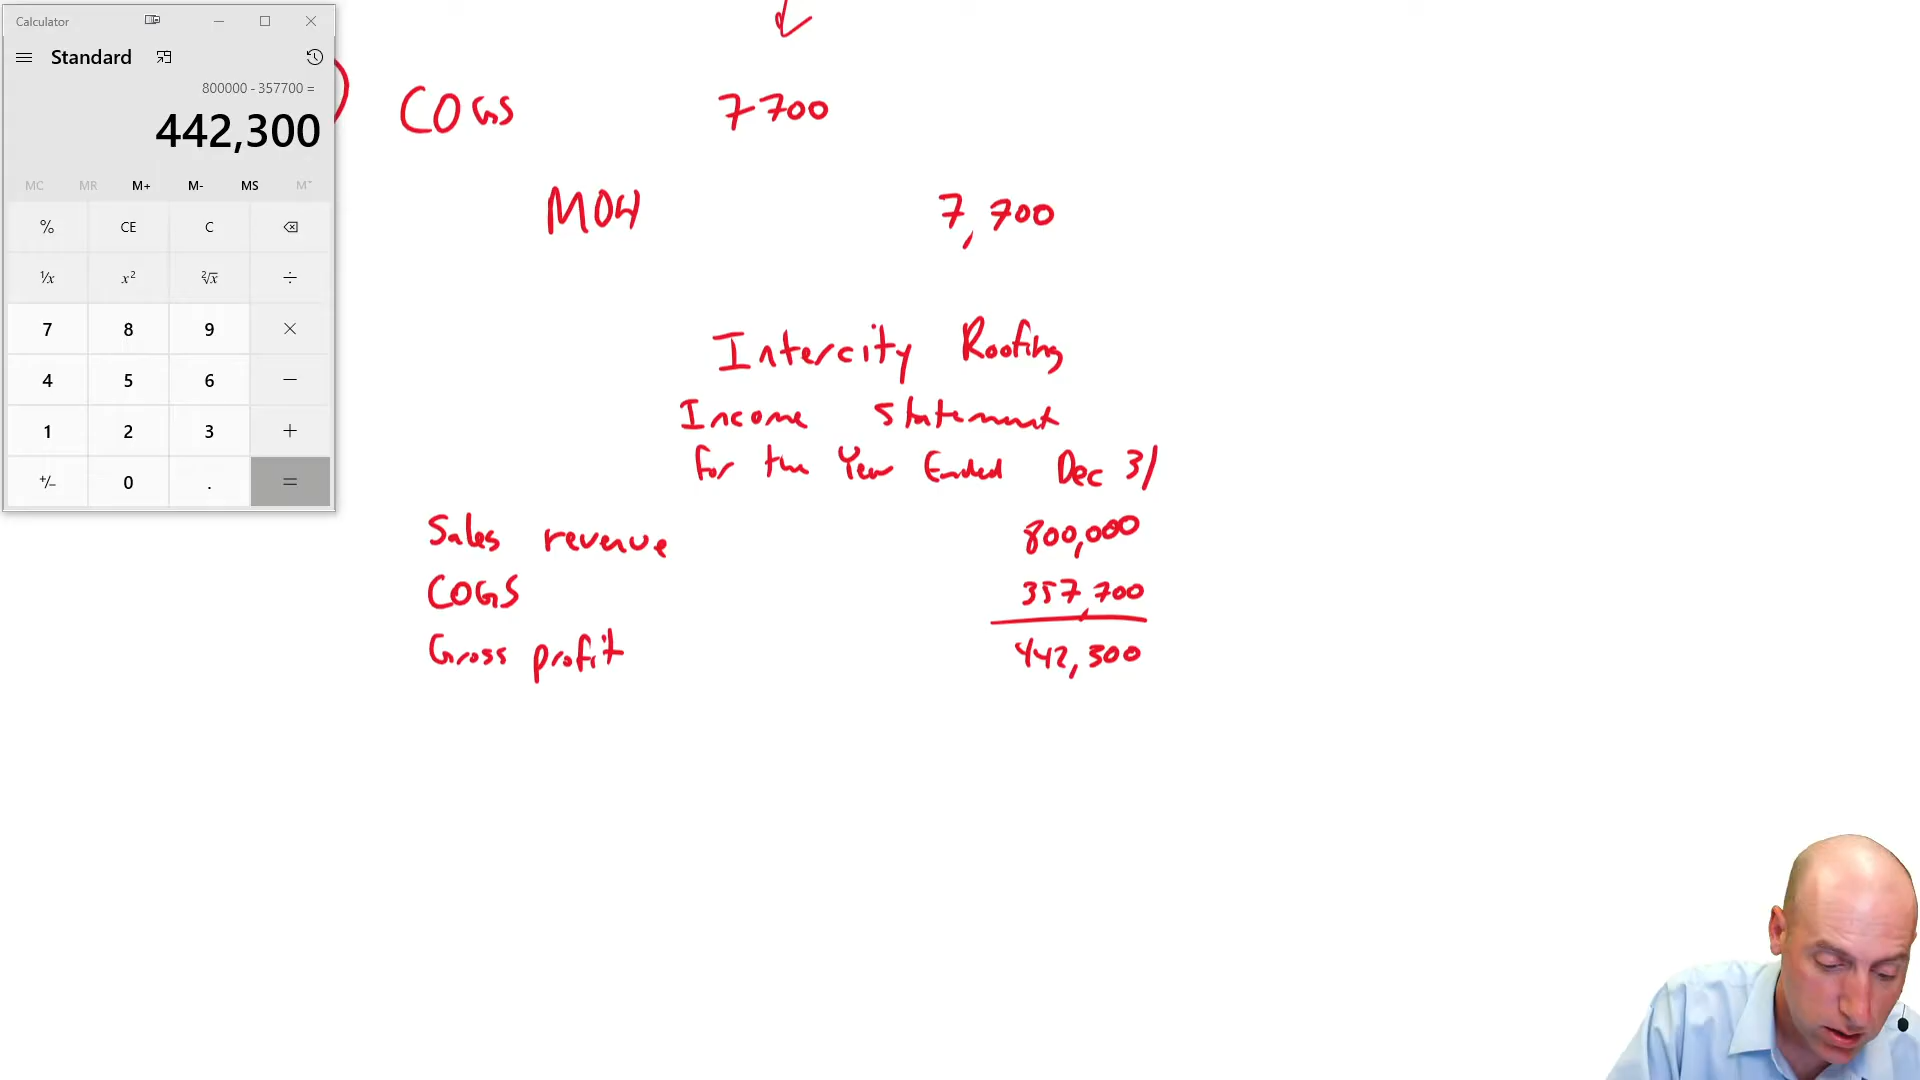 Calculator
Standard
800000 - 357700 =
442,300
MC MR M+ M- MS M˅
% CE C
¹/x x² ²√x ÷
7 8 9 ×
4 5 6 −
1 2 3 +
+/− 0 . =
COGS 7700
MOH 7,700
Intercity Roofing
Income Statement
For the Year Ended Dec 31
Sales revenue 800,000
COGS 357,700
Gross profit 442,300